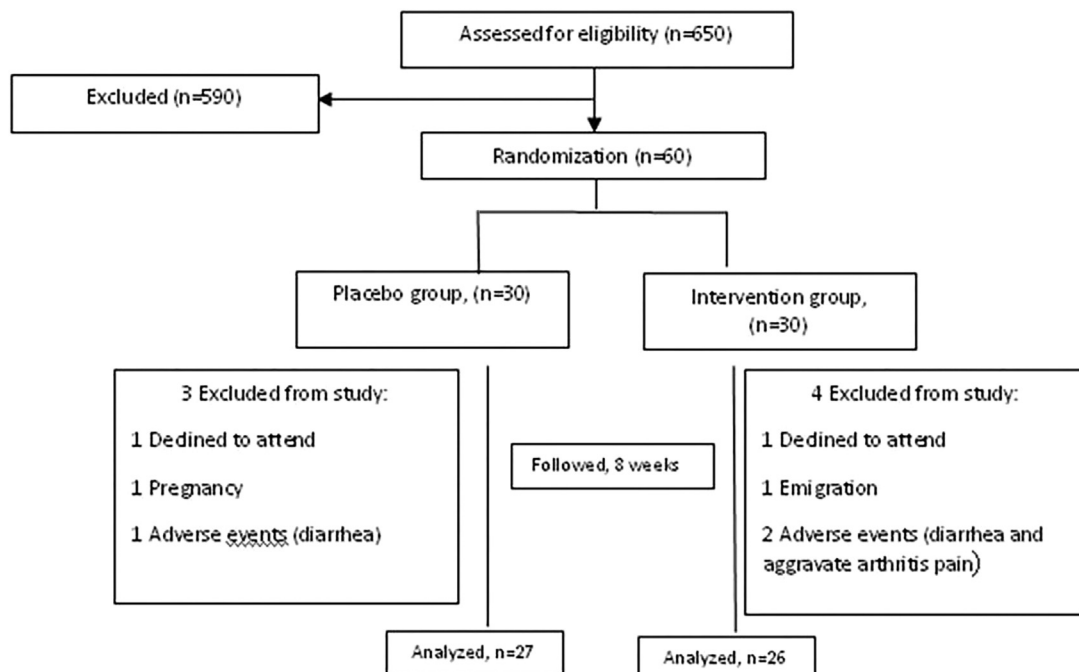 Assessed for eligibility (n=650)
Excluded (n=590)
Randomization (n=60)
Placebo group, (n=30)
Intervention group,
(n=30)
3 Excluded from study:
1 Declined to attend
1 Pregnancy
1 Adverse events (diarrhea)
Followed, 8 weeks
4 Excluded from study:
1 Declined to attend
1 Emigration
2 Adverse events (diarrhea and
aggravate arthritis pain)
Analyzed, n=27
Analyzed, n=26